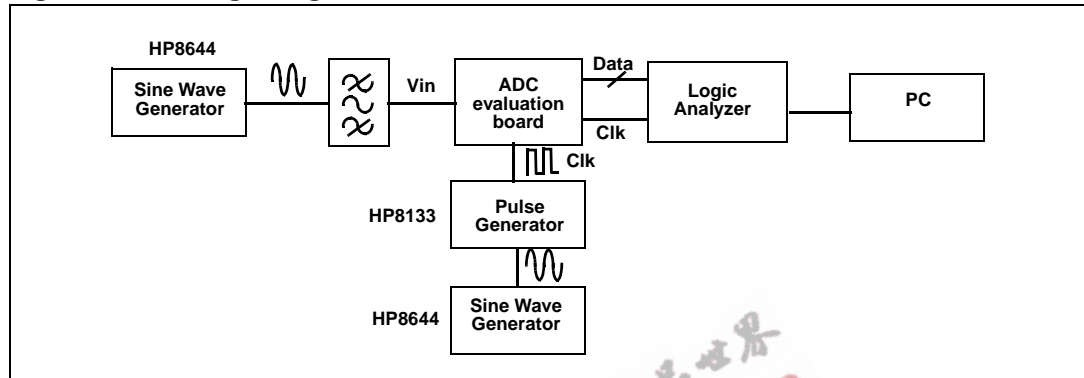 HP8644
Sine Wave
Generator
Vin
ADC
evaluation
board
Data
Clk
Logic
Analyzer
PC
Clk
HP8133
Pulse
Generator
HP8644
Sine Wave
Generator